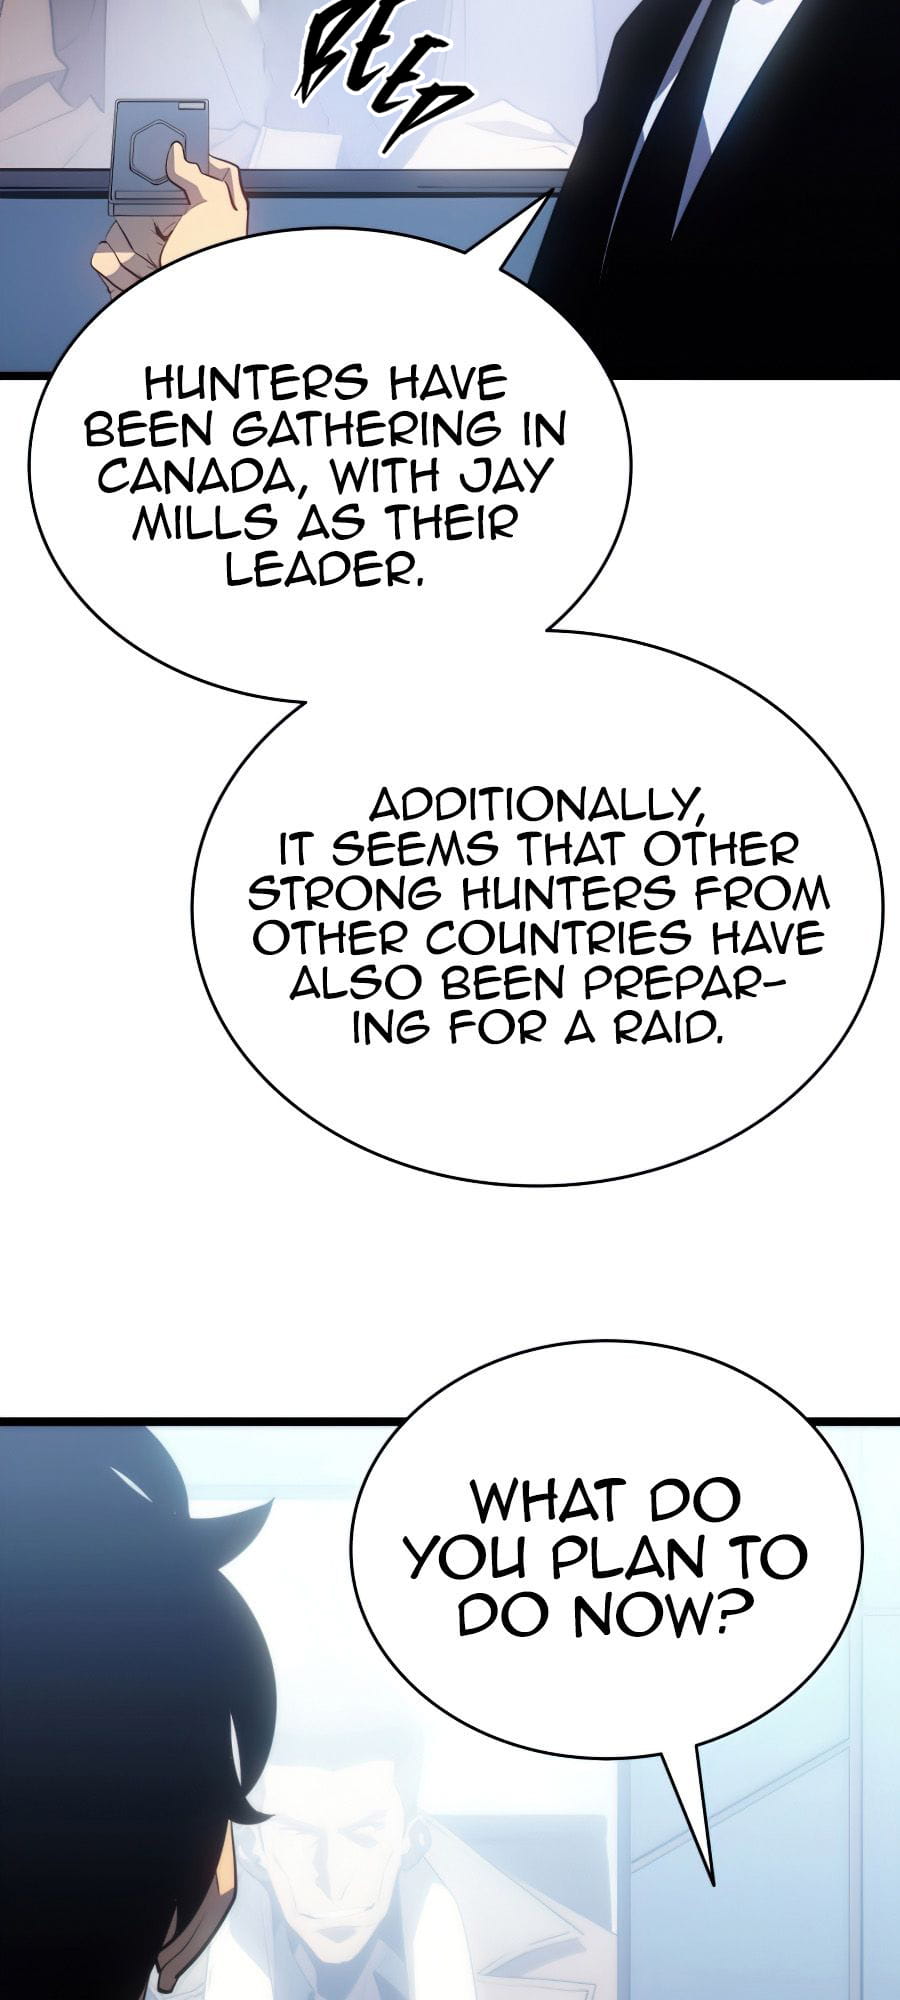 BEEP
HUNTERS HAVE
BEEN GATHERING IN
CANADA, WITH JAY
MILLS AS THEIR
LEADER.
ADDITIONALLY,
IT SEEMS THAT OTHER
STRONG HUNTERS FROM
OTHER COUNTRIES HAVE
ALSO BEEN PREPAR-
ING FOR A RAID.
WHAT DO
YOU PLAN TO
DO NOW?